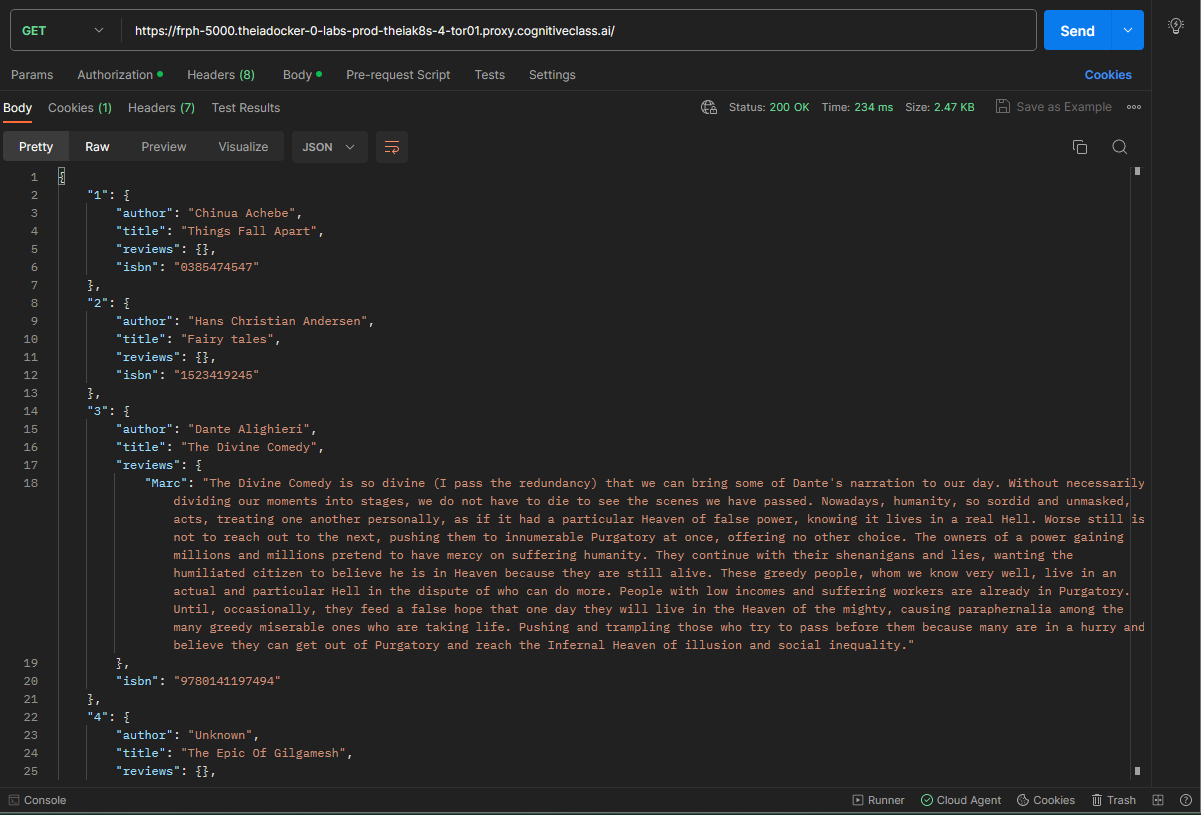 GET https://frph-5000.theiadocker-0-labs-prod-theiak8s-4-tor01.proxy.cognitiveclass.ai/ Send
Params Authorization Headers (8) Body Pre-request Script Tests Settings Cookies
Body Cookies (1) Headers (7) Test Results Status: 200 OK Time: 234 ms Size: 2.47 KB Save as Example
Pretty Raw Preview Visualize JSON
1 {
2 "1": {
3 "author": "Chinua Achebe",
4 "title": "Things Fall Apart",
5 "reviews": {},
6 "isbn": "0385474547"
7 },
8 "2": {
9 "author": "Hans Christian Andersen",
10 "title": "Fairy tales",
11 "reviews": {},
12 "isbn": "1523419245"
13 },
14 "3": {
15 "author": "Dante Alighieri",
16 "title": "The Divine Comedy",
17 "reviews": {
18 "Marc": "The Divine Comedy is so divine (I pass the redundancy) that we can bring some of Dante's narration to our day. Without necessarily
dividing our moments into stages, we do not have to die to see the scenes we have passed. Nowadays, humanity, so sordid and unmasked,
acts, treating one another personally, as if it had a particular Heaven of false power, knowing it lives in a real Hell. Worse still is
not to reach out to the next, pushing them to innumerable Purgatory at once, offering no other choice. The owners of a power gaining
millions and millions pretend to have mercy on suffering humanity. They continue with their shenanigans and lies, wanting the
humiliated citizen to believe he is in Heaven because they are still alive. These greedy people, whom we know very well, live in an
actual and particular Hell in the dispute of who can do more. People with low incomes and suffering workers are already in Purgatory.
Until, occasionally, they feed a false hope that one day they will live in the Heaven of the mighty, causing paraphernalia among the
many greedy miserable ones who are taking life. Pushing and trampling those who try to pass before them because many are in a hurry and
believe they can get out of Purgatory and reach the Infernal Heaven of illusion and social inequality."
19 },
20 "isbn": "9780141197494"
21 },
22 "4": {
23 "author": "Unknown",
24 "title": "The Epic Of Gilgamesh",
25 "reviews": {},
Console Runner Cloud Agent Cookies Trash